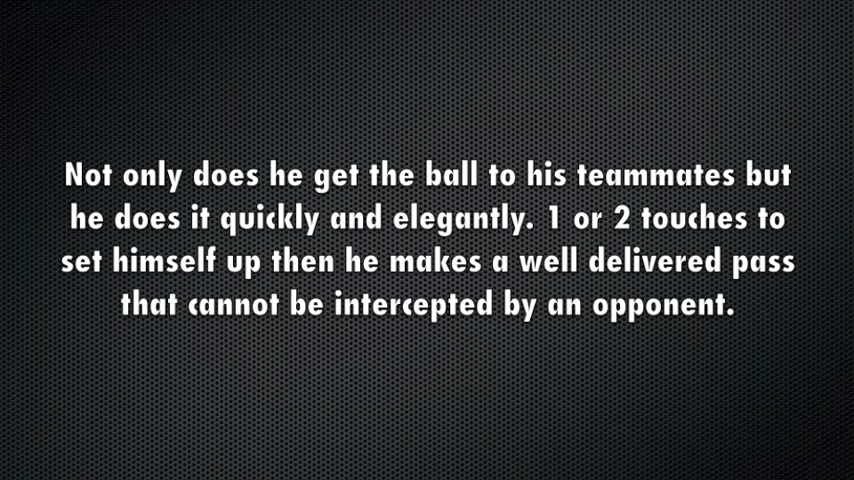 Not only does he get the ball to his teammates but
he does it quickly and elegantly. 1 or 2 touches to
set himself up then he makes a well delivered pass
that cannot be intercepted by an opponent.